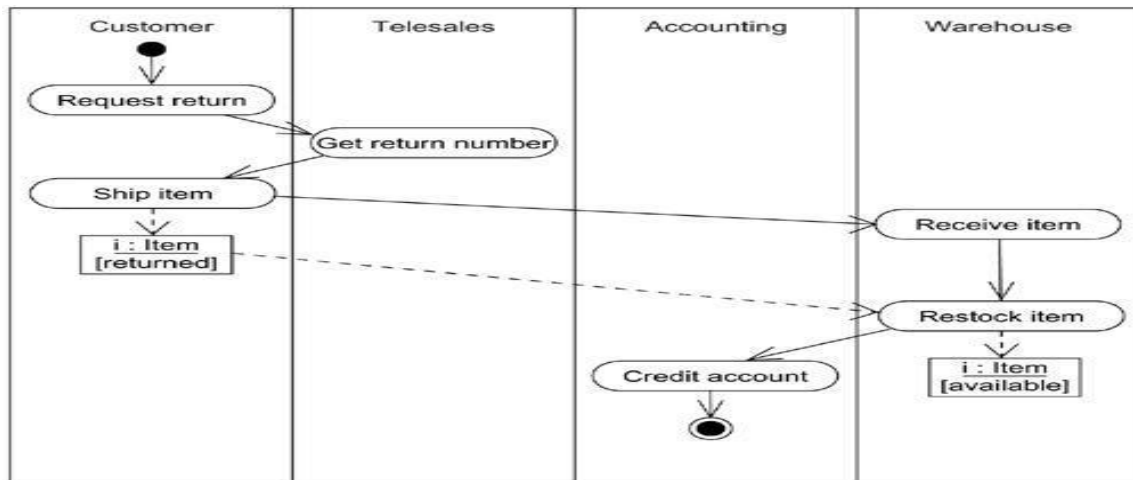 Customer
Telesales
Accounting
Warehouse
Request return
Get return number
Ship item
Receive item
i : Item
[returned]
Restock item
Credit account
i : Item
[available]